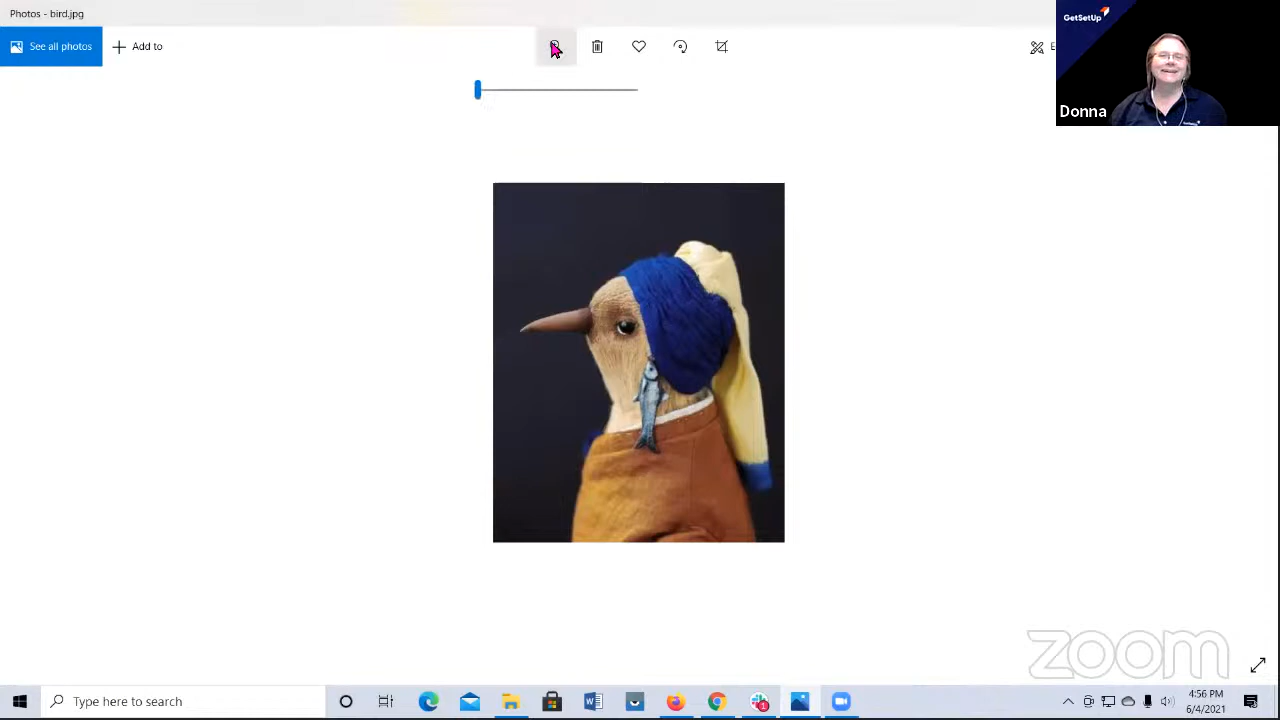 Photos - bird.jpg
See all photos
Add to
E
GetSetUp
Donna
zoom
Type here to search
4:56 PM
6/4/2021